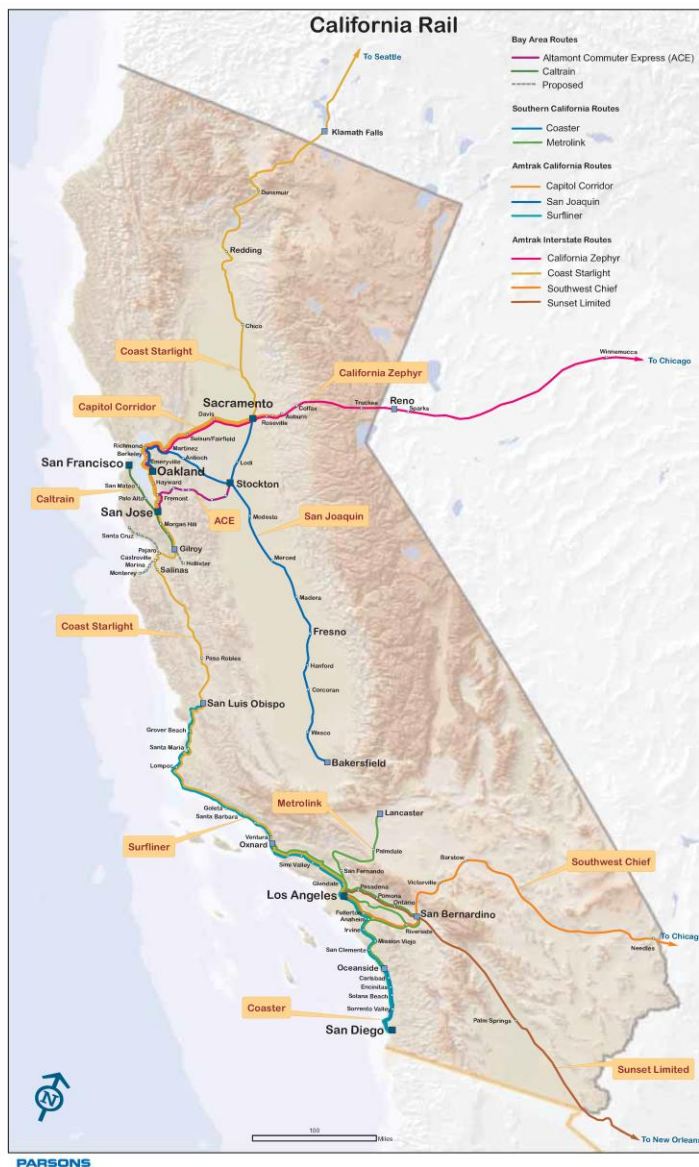 California Rail
Bay Area Routes
Altamont Commuter Express (ACE)
Caltrain
Proposed
Southern California Routes
Coaster
Metrolink
Amtrak California Routes
Capitol Corridor
San Joaquin
Surfliner
Amtrak Interstate Routes
California Zephyr
Coast Starlight
Southwest Chief
Sunset Limited
To Seattle
Klamath Falls
Dunsmuir
Redding
Chico
Coast Starlight
Winnemucca
To Chicago
California Zephyr
Reno
Sparks
Truckee
Colfax
Auburn
Roseville
Sacramento
Capitol Corridor
Davis
Suisun/Fairfield
Richmond
Berkeley
Martinez
Antioch
Emeryville
Lodi
San Francisco
Oakland
Hayward
Stockton
Caltrain
San Mateo
Palo Alto
Fremont
San Jose
ACE
San Joaquin
Modesto
Morgan Hill
Santa Cruz
Gilroy
Pajaro
Castroville
Hollister
Marina
Salinas
Monterey
Merced
Madera
Coast Starlight
Fresno
Paso Robles
Hanford
Corcoran
San Luis Obispo
Grover Beach
Wasco
Santa Maria
Bakersfield
Lompoc
Metrolink
Lancaster
Goleta
Santa Barbara
Surfliner
Ventura
Oxnard
Palmdale
Simi Valley
San Fernando
Barstow
Southwest Chief
Victorville
Glendale
Pasadena
Pomona
Ontario
Los Angeles
San Bernardino
Fullerton
Anaheim
Riverside
Irvine
Mission Viejo
San Clemente
To Chicago
Needles
Oceanside
Carlsbad
Encinitas
Solana Beach
Sorrento Valley
Coaster
San Diego
Palm Springs
Sunset Limited
To New Orleans
N
100
Miles
PARSONS